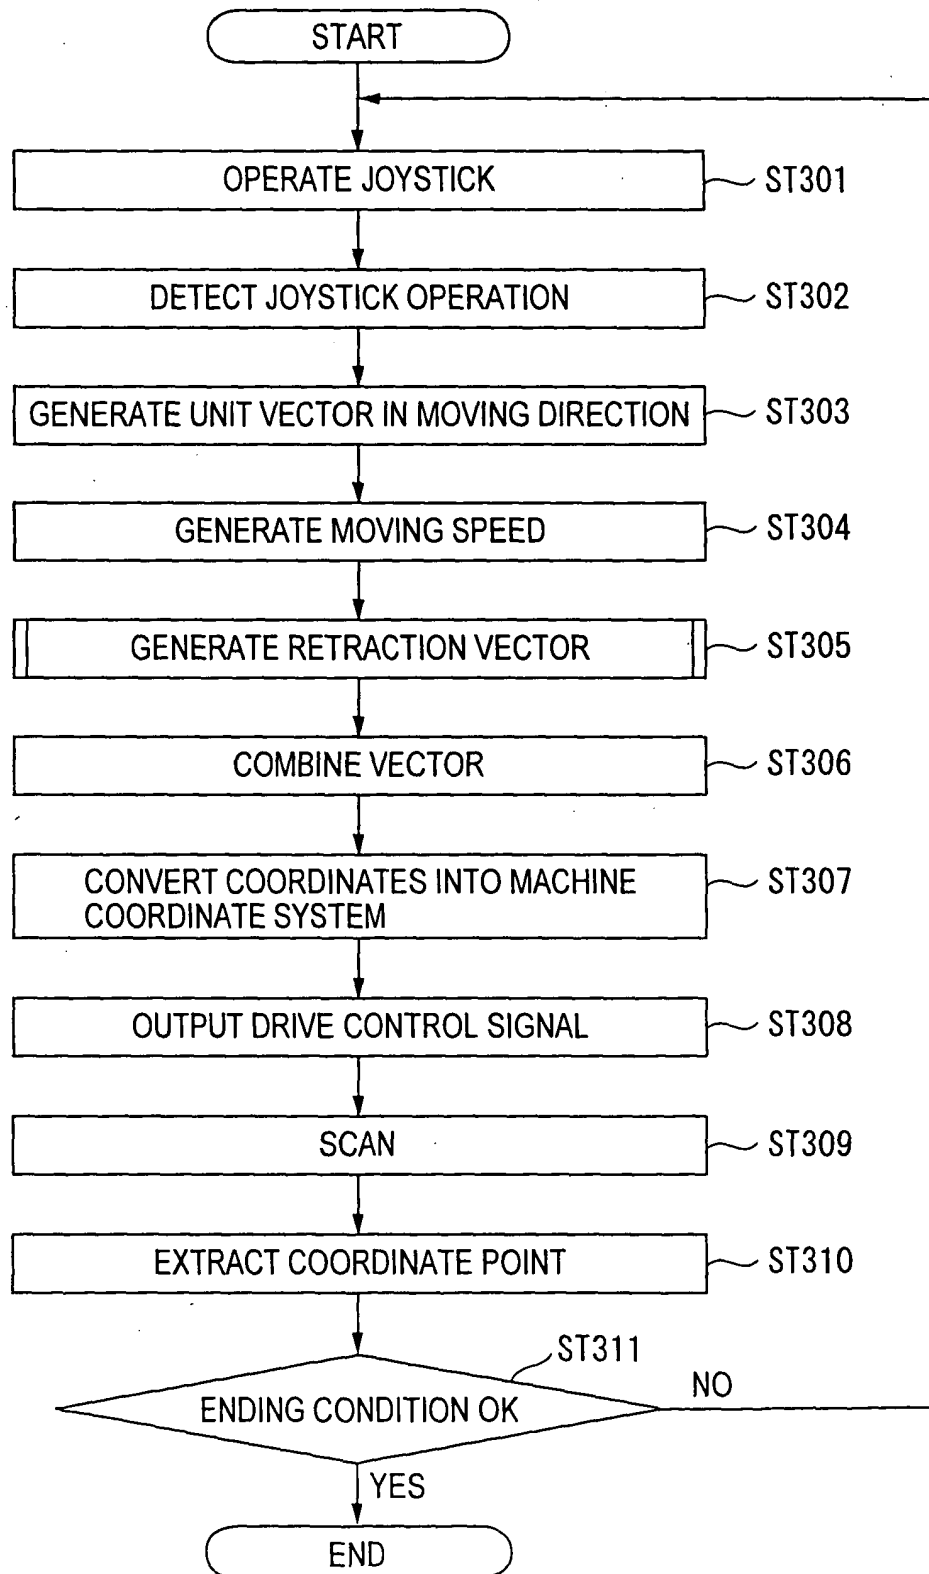 START
OPERATE JOYSTICK
ST301
DETECT JOYSTICK OPERATION
ST302
GENERATE UNIT VECTOR IN MOVING DIRECTION
ST303
GENERATE MOVING SPEED
ST304
GENERATE RETRACTION VECTOR
ST305
COMBINE VECTOR
ST306
CONVERT COORDINATES INTO MACHINE
COORDINATE SYSTEM
ST307
OUTPUT DRIVE CONTROL SIGNAL
ST308
SCAN
ST309
EXTRACT COORDINATE POINT
ST310
ST311
ENDING CONDITION OK
NO
YES
END